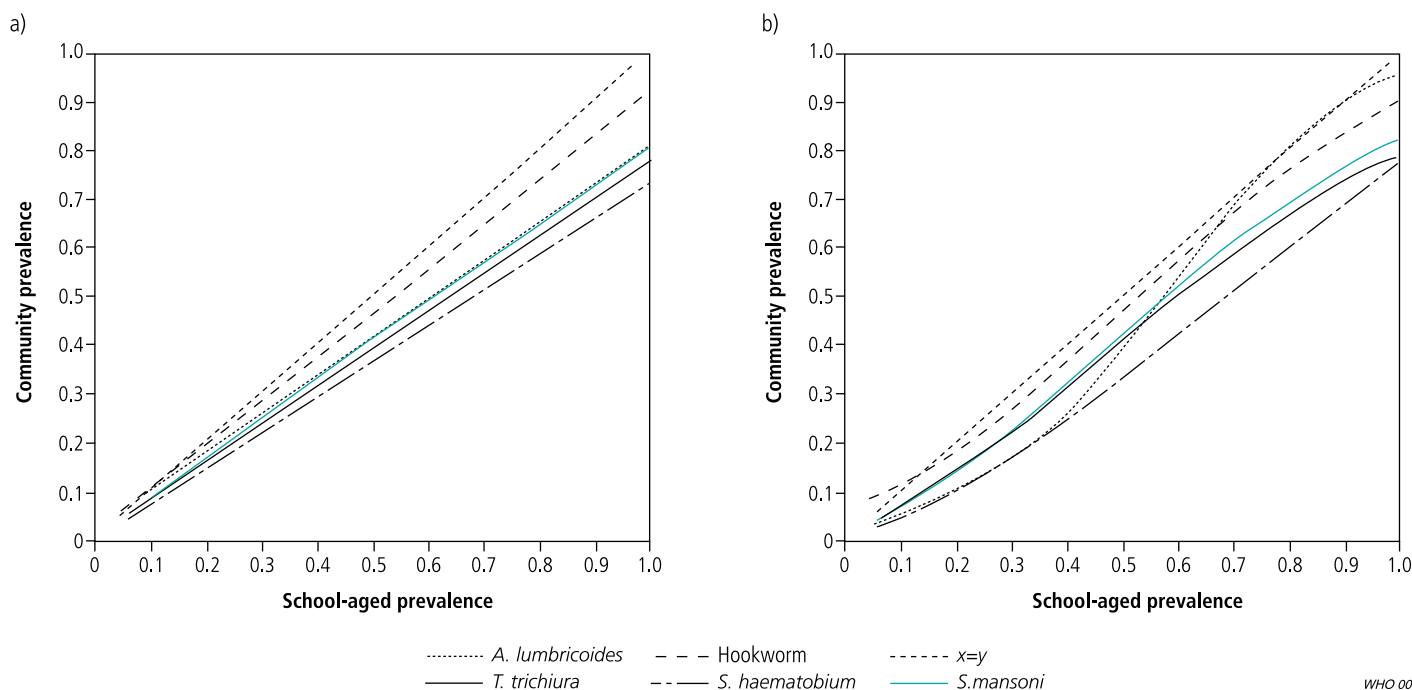 a)
b)
1.0
0.9
0.8
0.7
0.6
0.5
0.4
0.3
0.2
0.1
0
Community prevalence
0 0.1 0.2 0.3 0.4 0.5 0.6 0.7 0.8 0.9 1.0
School-aged prevalence
1.0
0.9
0.8
0.7
0.6
0.5
0.4
0.3
0.2
0.1
0
Community prevalence
0 0.1 0.2 0.3 0.4 0.5 0.6 0.7 0.8 0.9 1.0
School-aged prevalence
A. lumbricoides Hookworm x=y
T. trichiura S. haematobium S.mansoni
WHO 00